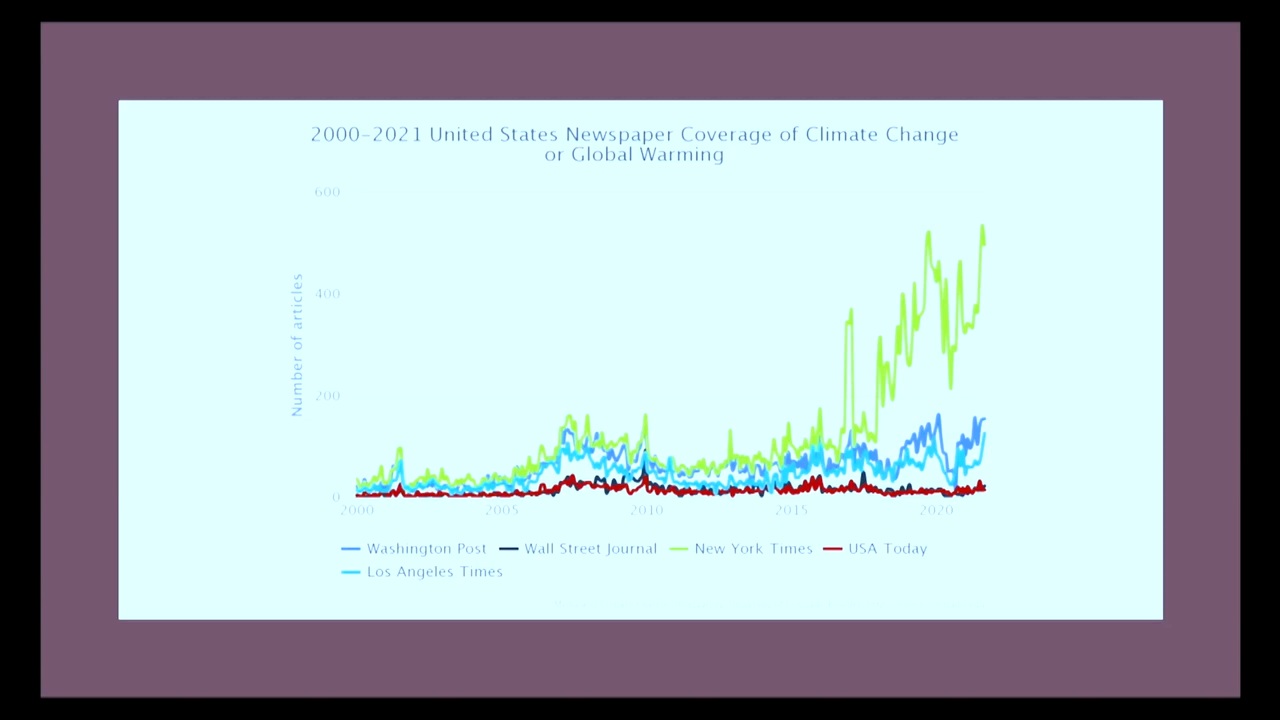 2000–2021 United States Newspaper Coverage of Climate Change
or Global Warming
600
400
200
0
Number of articles
2000 2005 2010 2015 2020
Washington Post Wall Street Journal New York Times USA Today
Los Angeles Times